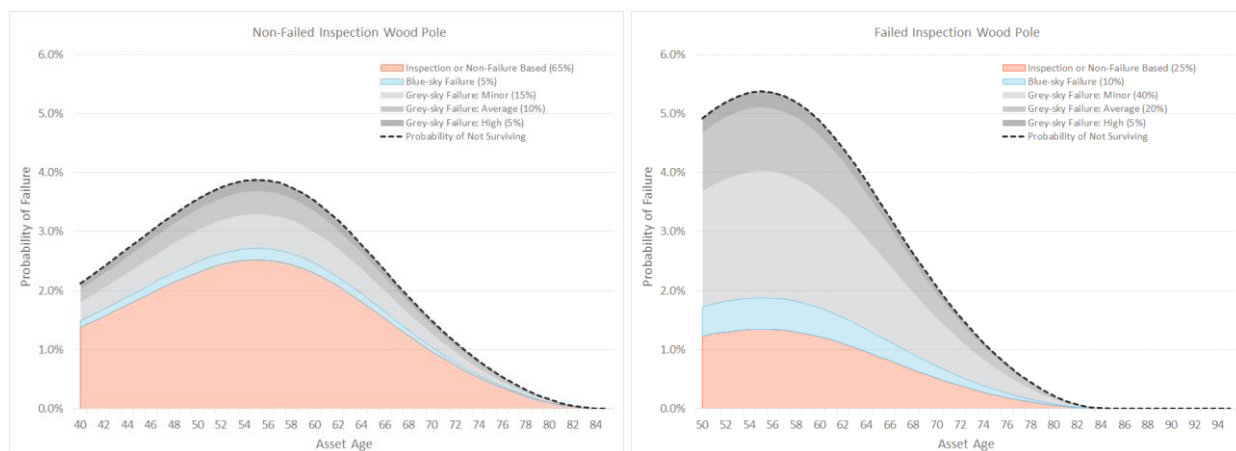 Non-Failed Inspection Wood Pole
6.0%
5.0%
4.0%
3.0%
2.0%
1.0%
0.0%
Probability of Failure
Inspection or Non-Failure Based (65%)
Blue-sky Failure (5%)
Grey-sky Failure: Minor (15%)
Grey-sky Failure: Average (10%)
Grey-sky Failure: High (5%)
Probability of Not Surviving
40 42 44 46 48 50 52 54 56 58 60 62 64 66 68 70 72 74 76 78 80 82 84
Asset Age
Failed Inspection Wood Pole
6.0%
5.0%
4.0%
3.0%
2.0%
1.0%
0.0%
Probability of Failure
Inspection or Non-Failure Based (25%)
Blue-sky Failure (10%)
Grey-sky Failure: Minor (40%)
Grey-sky Failure: Average (20%)
Grey-sky Failure: High (5%)
Probability of Not Surviving
50 52 54 56 58 60 62 64 66 68 70 72 74 76 78 80 82 84 86 88 90 92 94
Asset Age